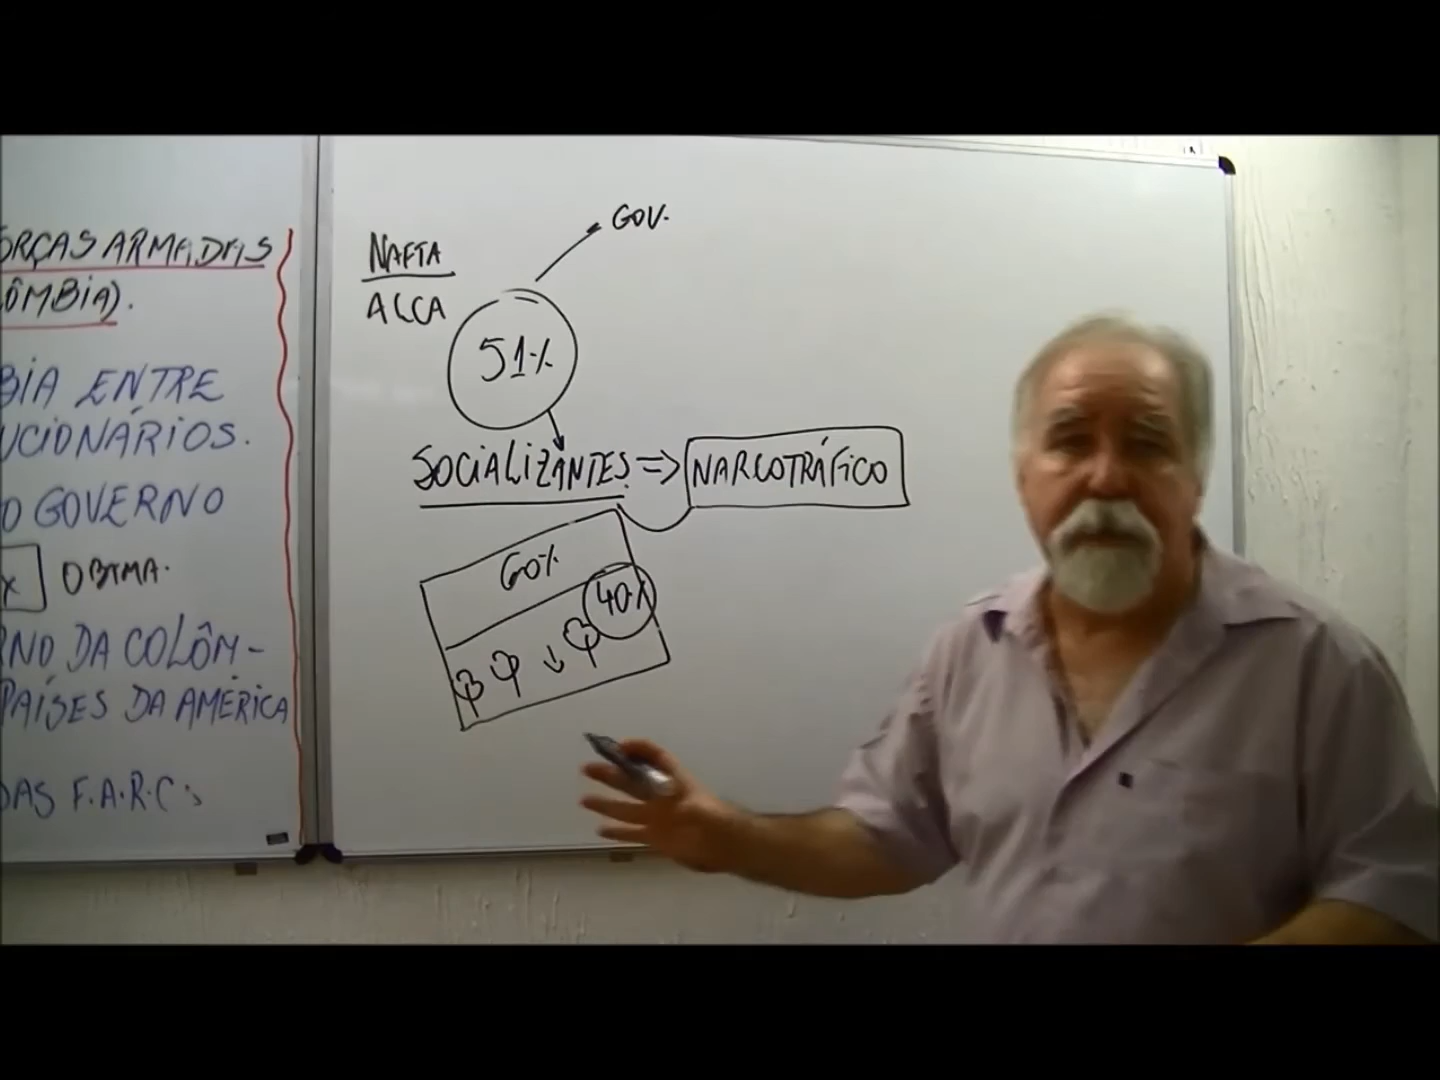 ORÇAS ARMADAS
ÔMBIA).
BIA ENTRE
UCIONÁRIOS.
O GOVERNO
X OBAMA.
RNO DA COLÔM-
PAÍSES DA AMÉRICA
DAS F.A.R.C.
NAFTA
ALCA
GOV.
51%
SOCIALIZANTES => NARCOTRÁFICO
60%
40%